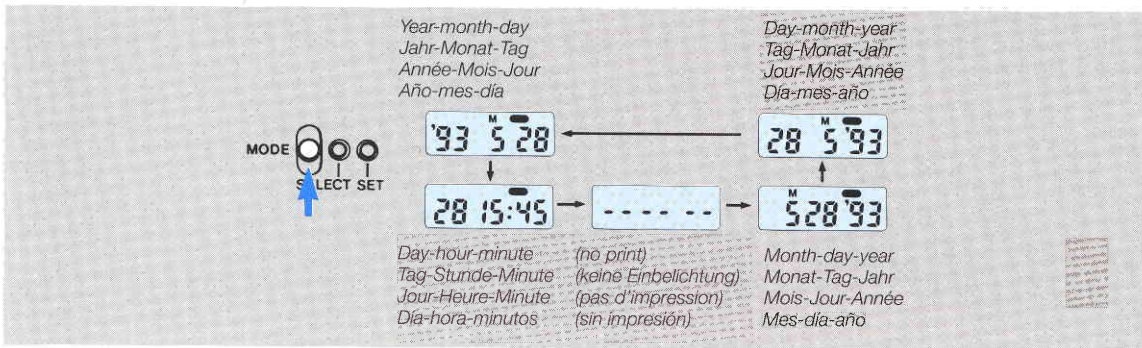 Year-month-day
Jahr-Monat-Tag
Année-Mois-Jour
Año-mes-día
Day-month-year
Tag-Monat-Jahr
Jour-Mois-Année
Día-mes-año
'93 M 5 28
28 M 5 '93
MODE
SELECT SET
28 15:45
- - - - - -
M 5 28 '93
Day-hour-minute
Tag-Stunde-Minute
Jour-Heure-Minute
Día-hora-minutos
(no print)
(keine Einbelichtung)
(pas d'impression)
(sin impresión)
Month-day-year
Monat-Tag-Jahr
Mois-Jour-Année
Mes-día-año